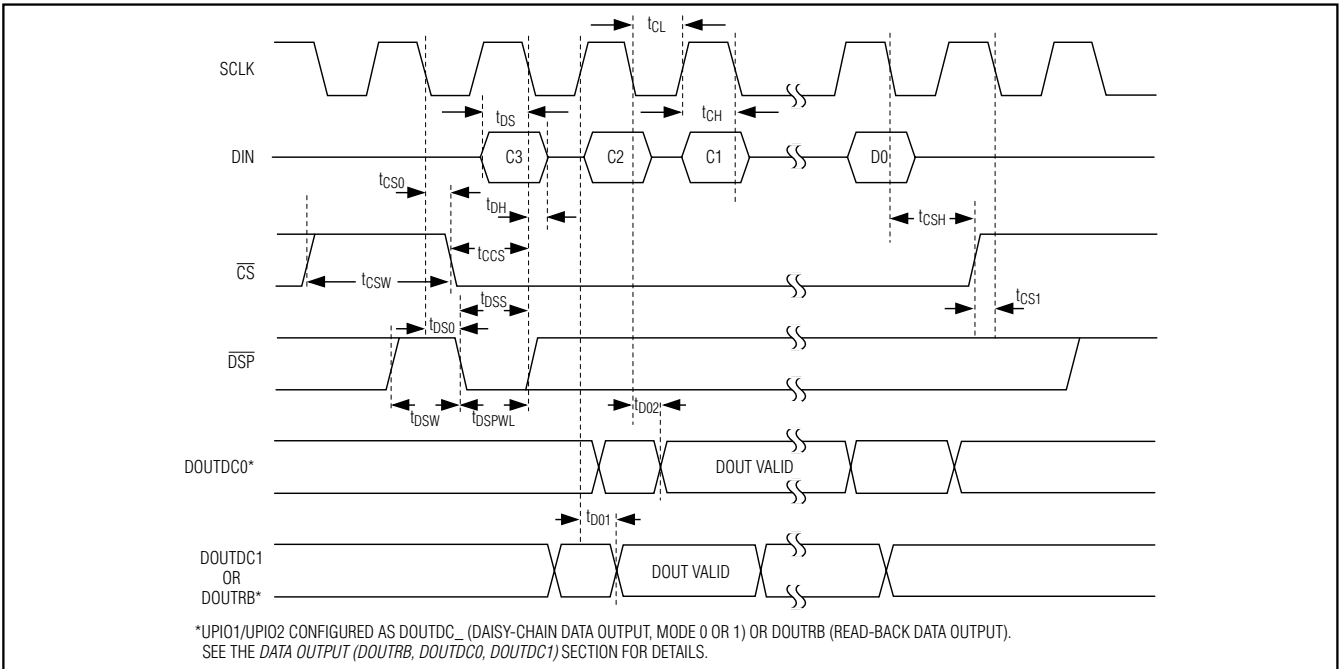 tCL
SCLK
tDS
tCH
DIN
C3
C2
C1
D0
tCS0
tDH
tCSH
tCCS
CS
tCSW
tDSS
tCS1
tDS0
DSP
tDSW
tDSPWL
tD02
DOUTDC0*
DOUT VALID
tD01
DOUTDC1
OR
DOUTRB*
DOUT VALID
*UPIO1/UPIO2 CONFIGURED AS DOUTDC_ (DAISY-CHAIN DATA OUTPUT, MODE 0 OR 1) OR DOUTRB (READ-BACK DATA OUTPUT).
SEE THE DATA OUTPUT (DOUTRB, DOUTDC0, DOUTDC1) SECTION FOR DETAILS.